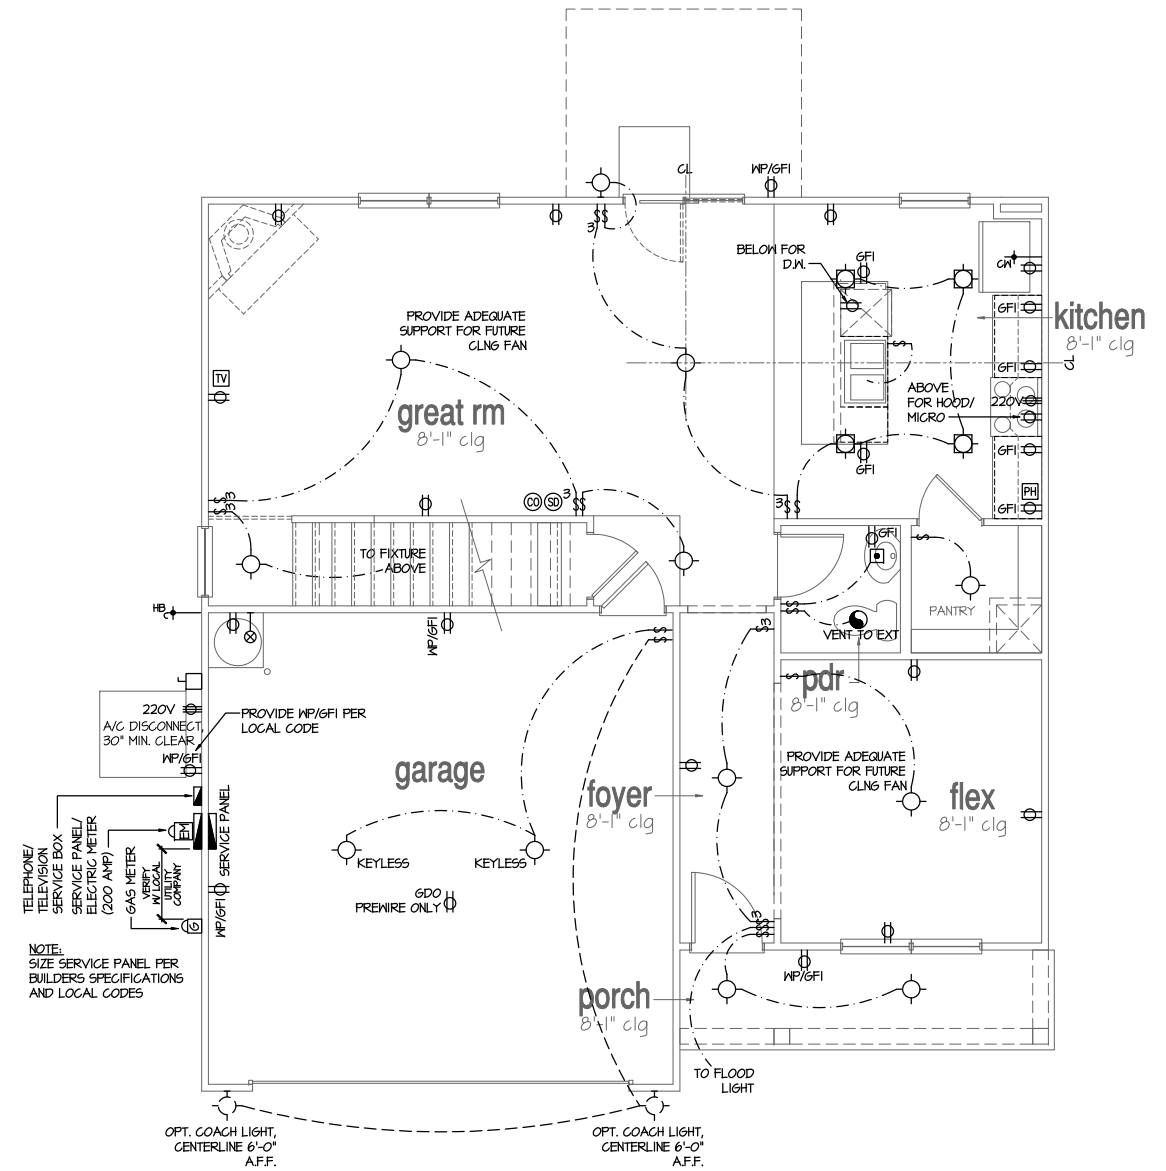 CL
WP/GFI
3
BELOW FOR
D.W.
GFI
CW
GFI
kitchen
8'-1" clg
CL
PROVIDE ADEQUATE
SUPPORT FOR FUTURE
CLNG FAN
TV
GFI
ABOVE
FOR HOOD/
MICRO
220V
great rm
8'-1" clg
GFI
GFI
PH
GFI
3
3
CO
SD
3
3
GFI
TO FIXTURE
ABOVE
PANTRY
VENT TO EXT
HB
C
WP/GFI
3
pdr
8'-1" clg
220V
A/C DISCONNECT,
30" MIN. CLEAR
WP/GFI
PROVIDE WP/GFI PER
LOCAL CODE
PROVIDE ADEQUATE
SUPPORT FOR FUTURE
CLNG FAN
garage
foyer
8'-1" clg
flex
8'-1" clg
TELEPHONE/
TELEVISION
SERVICE BOX
SERVICE PANEL/
ELECTRIC METER
(200 AMP)
GAS METER
VERIFY
W/ LOCAL
UTILITY
COMPANY
EM
SERVICE PANEL
WP/GFI
G
KEYLESS
KEYLESS
GDO
PREWIRE ONLY
3
NOTE:
SIZE SERVICE PANEL PER
BUILDERS SPECIFICATIONS
AND LOCAL CODES
WP/GFI
porch
8'-1" clg
TO FLOOD
LIGHT
OPT. COACH LIGHT,
CENTERLINE 6'-0"
A.F.F.
OPT. COACH LIGHT,
CENTERLINE 6'-0"
A.F.F.